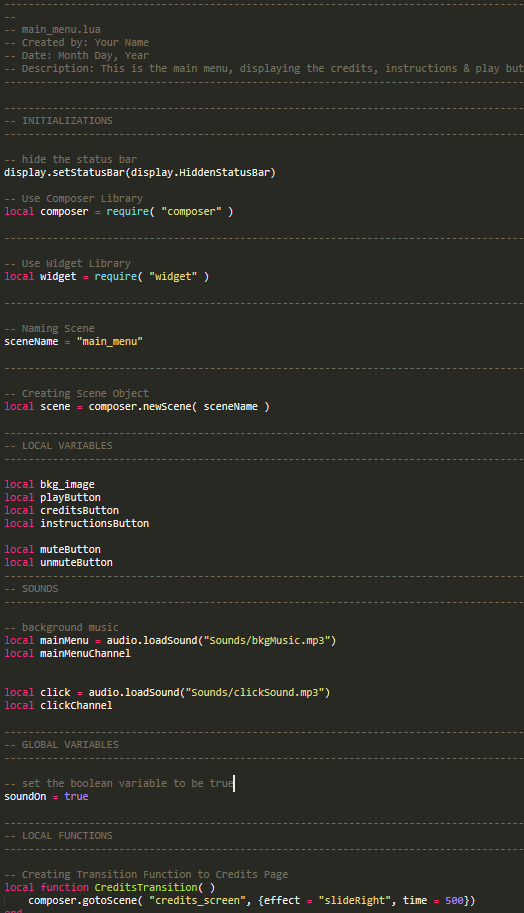 -----------------------------------------------------------------------------------------
--
-- main_menu.lua
-- Created by: Your Name
-- Date: Month Day, Year
-- Description: This is the main menu, displaying the credits, instructions & play but
-----------------------------------------------------------------------------------------
-----------------------------------------------------------------------------------------
-- INITIALIZATIONS
-----------------------------------------------------------------------------------------
-- hide the status bar
display.setStatusBar(display.HiddenStatusBar)
-- Use Composer Library
local composer = require( "composer" )
-----------------------------------------------------------------------------------------
-- Use Widget Library
local widget = require( "widget" )
-----------------------------------------------------------------------------------------
-- Naming Scene
sceneName = "main_menu"
-----------------------------------------------------------------------------------------
-- Creating Scene Object
local scene = composer.newScene( sceneName )
-----------------------------------------------------------------------------------------
-- LOCAL VARIABLES
-----------------------------------------------------------------------------------------
local bkg_image
local playButton
local creditsButton
local instructionsButton
local muteButton
local unmuteButton
-----------------------------------------------------------------------------------------
-- SOUNDS
-----------------------------------------------------------------------------------------
-- background music
local mainMenu = audio.loadSound("Sounds/bkgMusic.mp3")
local mainMenuChannel
local click = audio.loadSound("Sounds/clickSound.mp3")
local clickChannel
-----------------------------------------------------------------------------------------
-- GLOBAL VARIABLES
-----------------------------------------------------------------------------------------
-- set the boolean variable to be true
soundOn = true
-----------------------------------------------------------------------------------------
-- LOCAL FUNCTIONS
-----------------------------------------------------------------------------------------
-- Creating Transition Function to Credits Page
local function CreditsTransition( )
    composer.gotoScene( "credits_screen", {effect = "slideRight", time = 500})
end